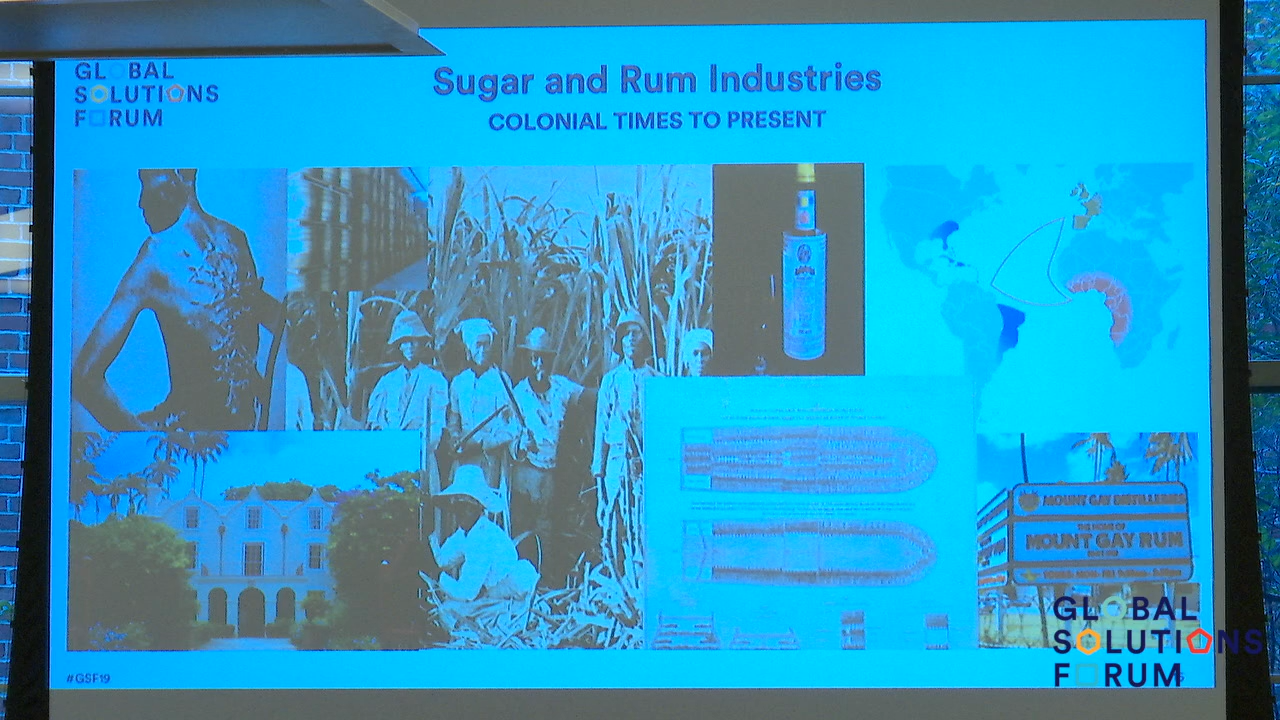 GLOBAL
SOLUTIONS
FORUM
Sugar and Rum Industries
COLONIAL TIMES TO PRESENT
MOUNT GAY DISTILLERIES
THE HOME OF
MOUNT GAY RUM
#GSF19
GLOBAL
SOLUTIONS
FORUM